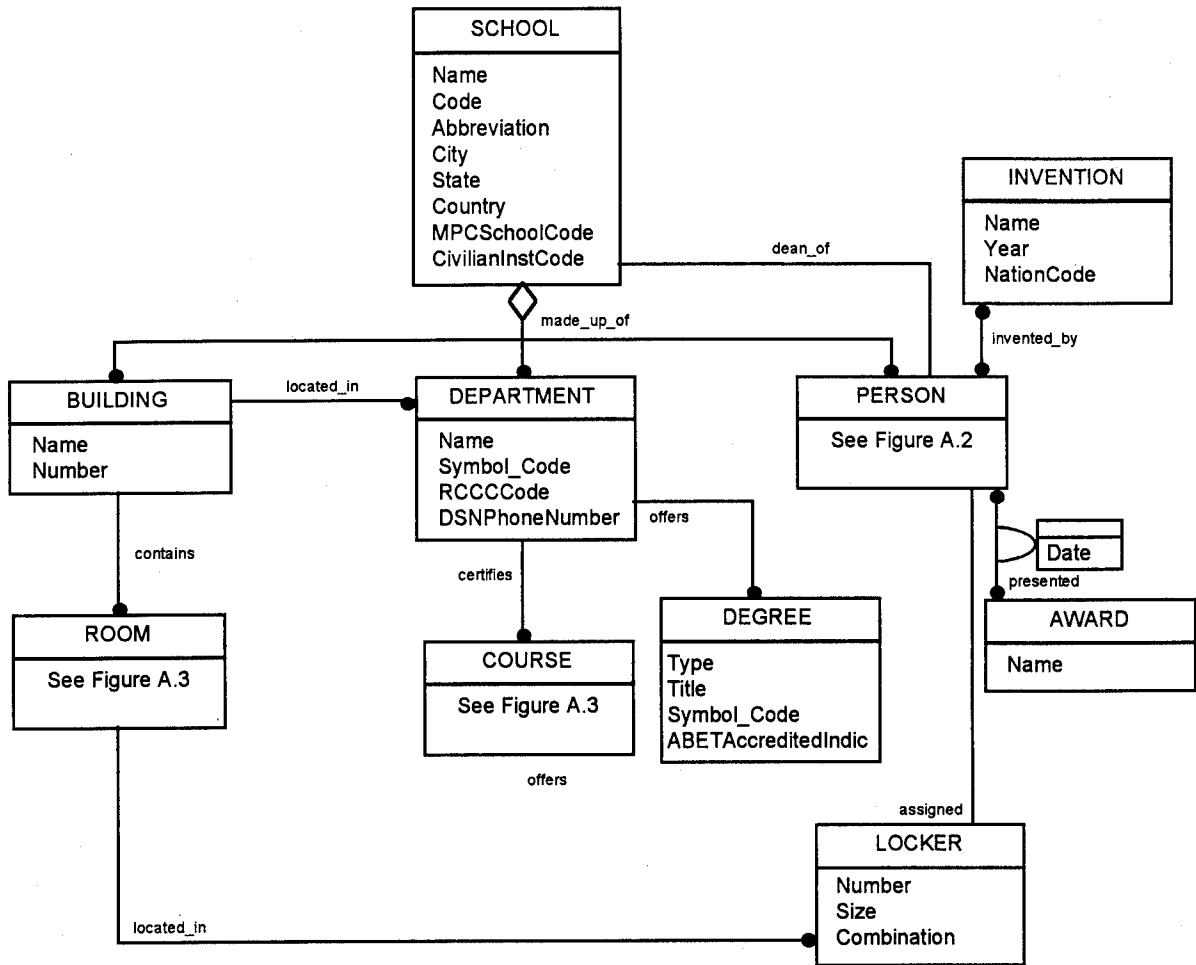 SCHOOL
Name
Code
Abbreviation
City
State
Country
MPCSchoolCode
CivilianInstCode
INVENTION
Name
Year
NationCode
dean_of
made_up_of
invented_by
BUILDING
Name
Number
located_in
DEPARTMENT
Name
Symbol_Code
RCCCCode
DSNPhoneNumber
PERSON
See Figure A.2
offers
contains
certifies
Date
presented
ROOM
See Figure A.3
COURSE
See Figure A.3
DEGREE
Type
Title
Symbol_Code
ABETAccreditedIndic
AWARD
Name
offers
assigned
LOCKER
Number
Size
Combination
located_in